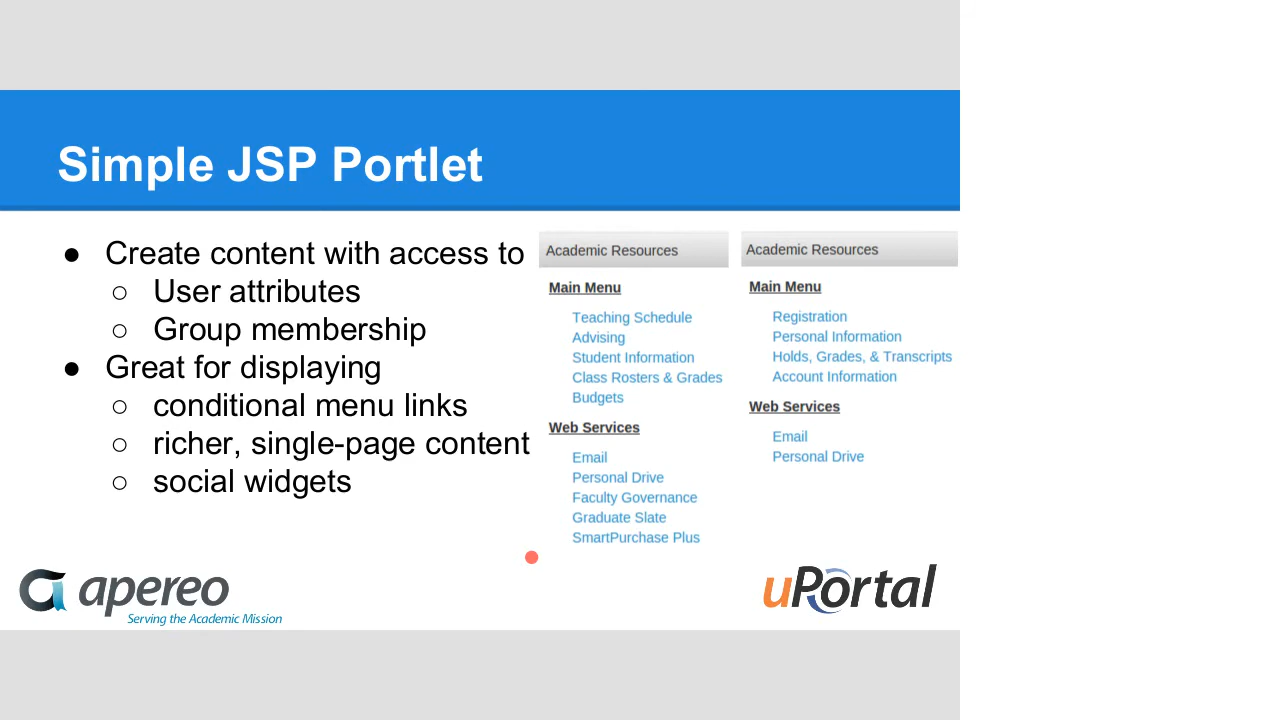 Simple JSP Portlet
● Create content with access to
○ User attributes
○ Group membership
● Great for displaying
○ conditional menu links
○ richer, single-page content
○ social widgets
Academic Resources
Main Menu
Teaching Schedule
Advising
Student Information
Class Rosters & Grades
Budgets
Web Services
Email
Personal Drive
Faculty Governance
Graduate Slate
SmartPurchase Plus
Academic Resources
Main Menu
Registration
Personal Information
Holds, Grades, & Transcripts
Account Information
Web Services
Email
Personal Drive
apereo
Serving the Academic Mission
uPortal